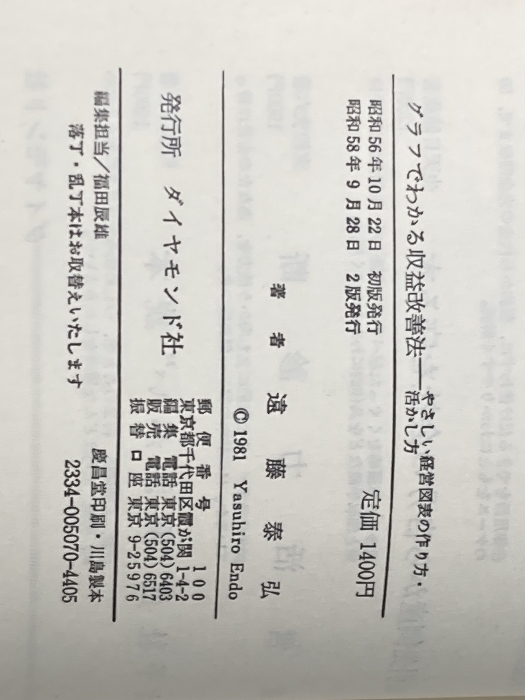 グラフでわかる収益改善法――やさしい経営図表の作り方・
活かし方
昭和56年10月22日 初版発行
昭和58年9月28日 2版発行
定価 1400円
著者 遠藤泰弘
© 1981 Yasuhiro Endo
発行所 ダイヤモンド社
郵便番号 100
東京都千代田区霞が関 1-4-2
編集 電話 東京(504)6403
販売 電話 東京(504)6517
振替口座 東京 9-25976
編集担当/福田辰雄
落丁・乱丁本はお取替えいたします
慶昌堂印刷・川島製本
2334-005070-4405